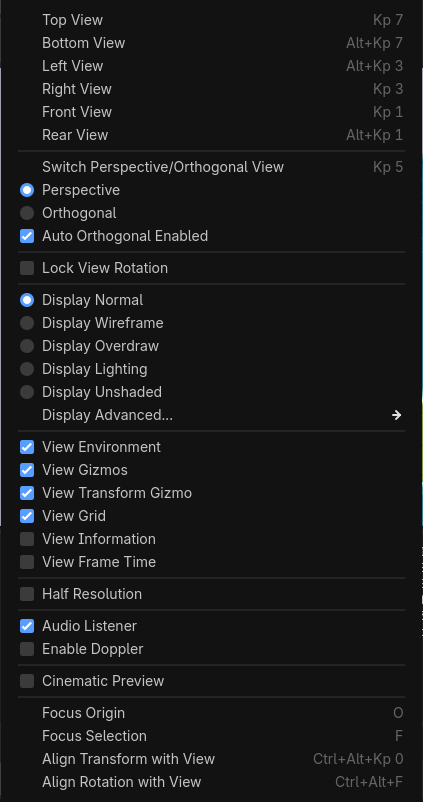 Top View Kp 7
Bottom View Alt+Kp 7
Left View Alt+Kp 3
Right View Kp 3
Front View Kp 1
Rear View Alt+Kp 1
Switch Perspective/Orthogonal View Kp 5
Perspective
Orthogonal
Auto Orthogonal Enabled
Lock View Rotation
Display Normal
Display Wireframe
Display Overdraw
Display Lighting
Display Unshaded
Display Advanced...
View Environment
View Gizmos
View Transform Gizmo
View Grid
View Information
View Frame Time
Half Resolution
Audio Listener
Enable Doppler
Cinematic Preview
Focus Origin O
Focus Selection F
Align Transform with View Ctrl+Alt+Kp 0
Align Rotation with View Ctrl+Alt+F